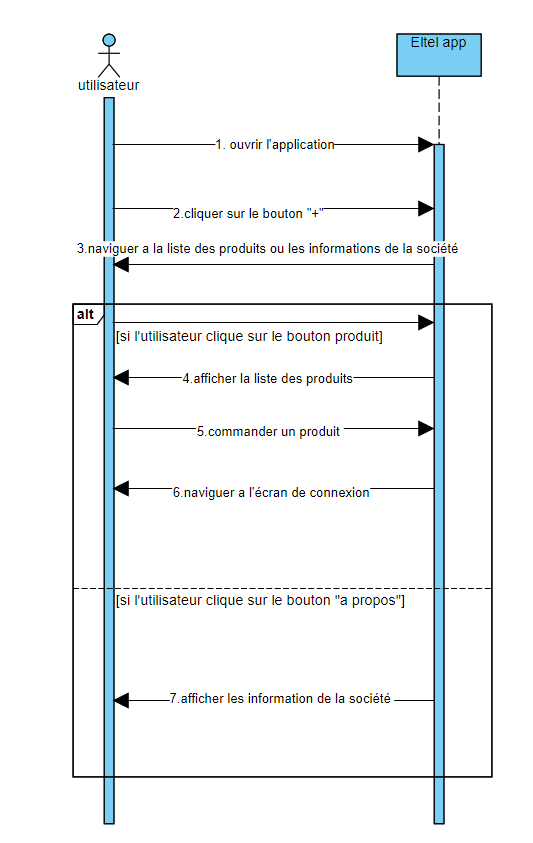 utilisateur
Eltel app
1. ouvrir l'application
2.cliquer sur le bouton "+"
3.naviguer a la liste des produits ou les informations de la société
alt
[si l'utilisateur clique sur le bouton produit]
4.afficher la liste des produits
5.commander un produit
6.naviguer a l'écran de connexion
[si l'utilisateur clique sur le bouton "a propos"]
7.afficher les information de la société